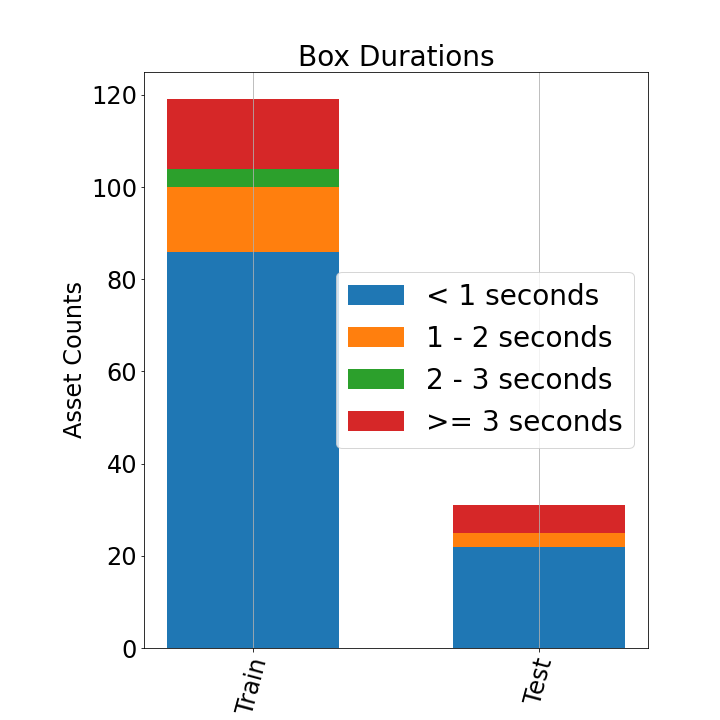 Box Durations
120
100
80
60
40
20
0
Asset Counts
< 1 seconds
1 - 2 seconds
2 - 3 seconds
>= 3 seconds
Train
Test